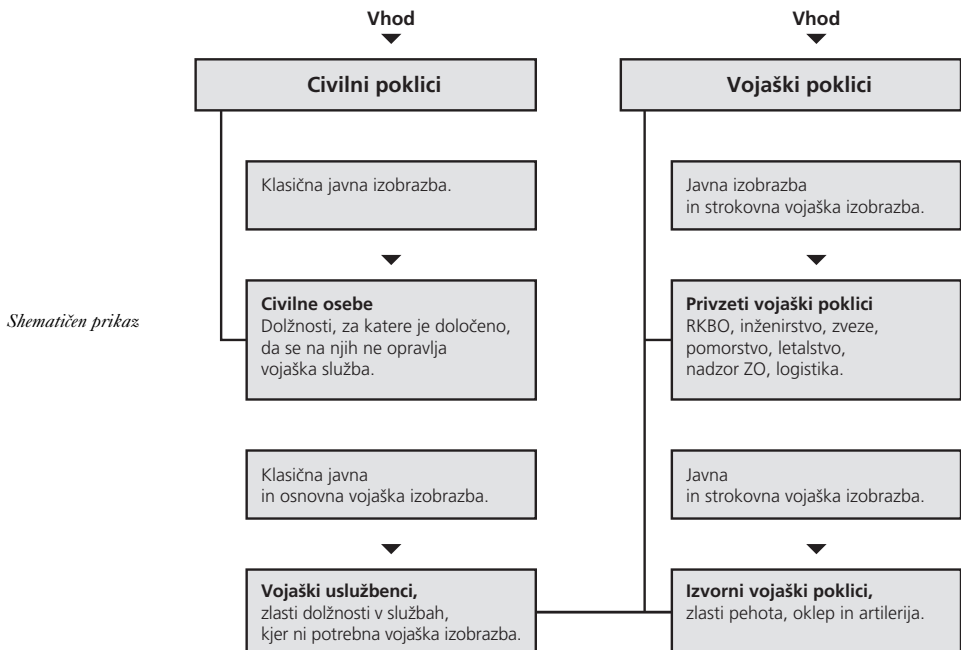 Vhod
Civilni poklici
Klasična javna izobrazba.
Civilne osebe
Dolžnosti, za katere je določeno,
da se na njih ne opravlja
vojaška služba.
Klasična javna
in osnovna vojaška izobrazba.
Vojaški uslužbenci,
zlasti dolžnosti v službah,
kjer ni potrebna vojaška izobrazba.
Vhod
Vojaški poklici
Javna izobrazba
in strokovna vojaška izobrazba.
Privzeti vojaški poklici
RKBO, inženirstvo, zveze,
pomorstvo, letalstvo,
nadzor ZO, logistika.
Javna
in strokovna vojaška izobrazba.
Izvorni vojaški poklici,
zlasti pehota, oklep in artilerija.
Shematičen prikaz